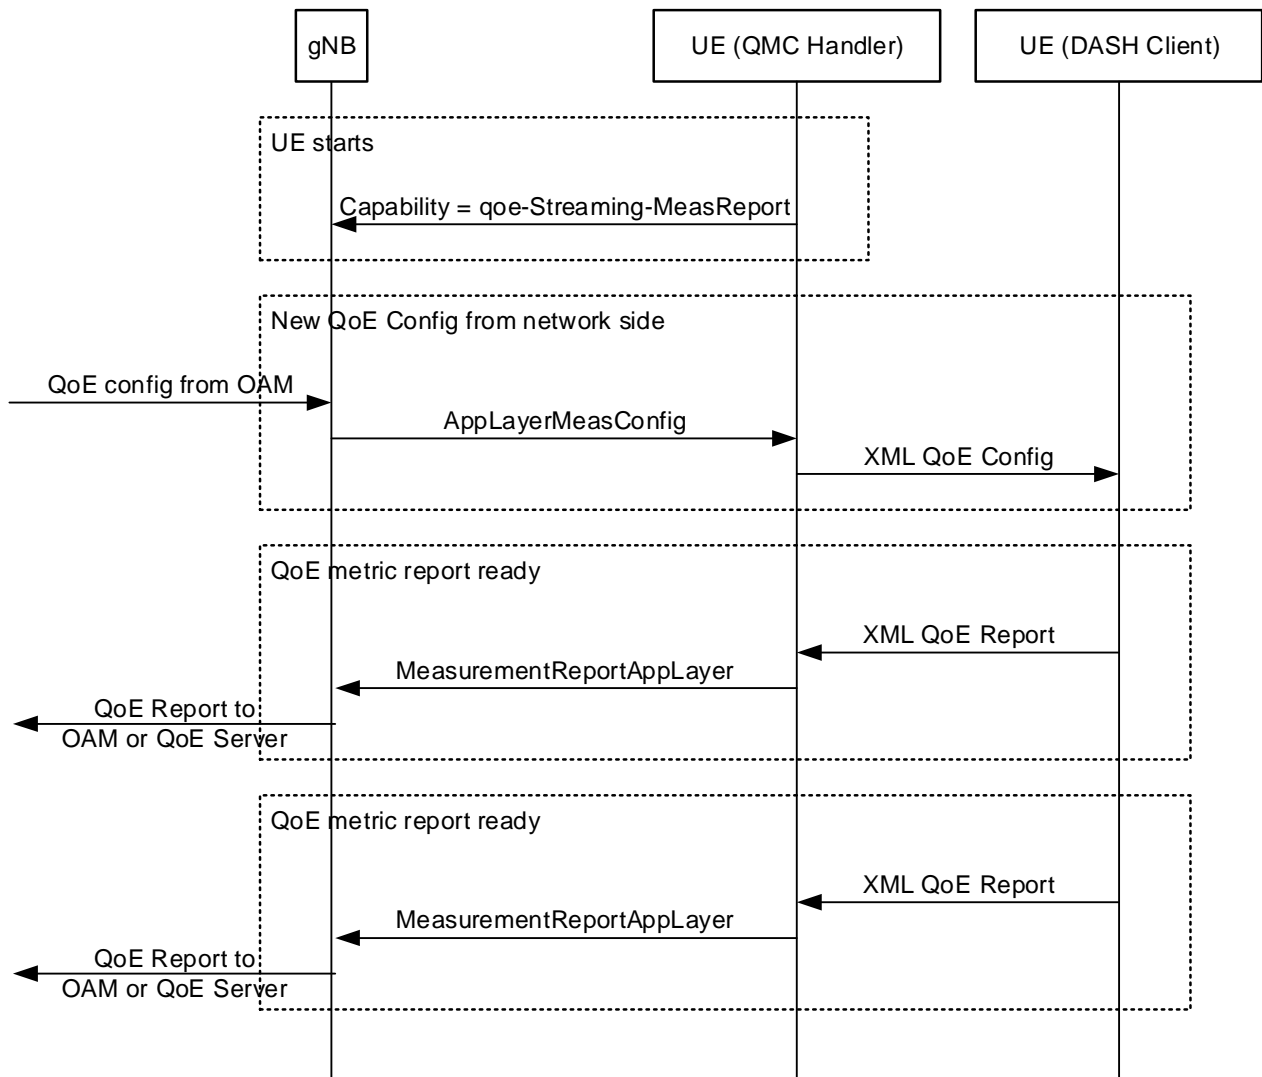 gNB
UE (QMC Handler)
UE (DASH Client)
UE starts
Capability = qoe-Streaming-MeasReport
New QoE Config from network side
QoE config from OAM
AppLayerMeasConfig
XML QoE Config
QoE metric report ready
XML QoE Report
MeasurementReportAppLayer
QoE Report to
OAM or QoE Server
QoE metric report ready
XML QoE Report
MeasurementReportAppLayer
QoE Report to
OAM or QoE Server